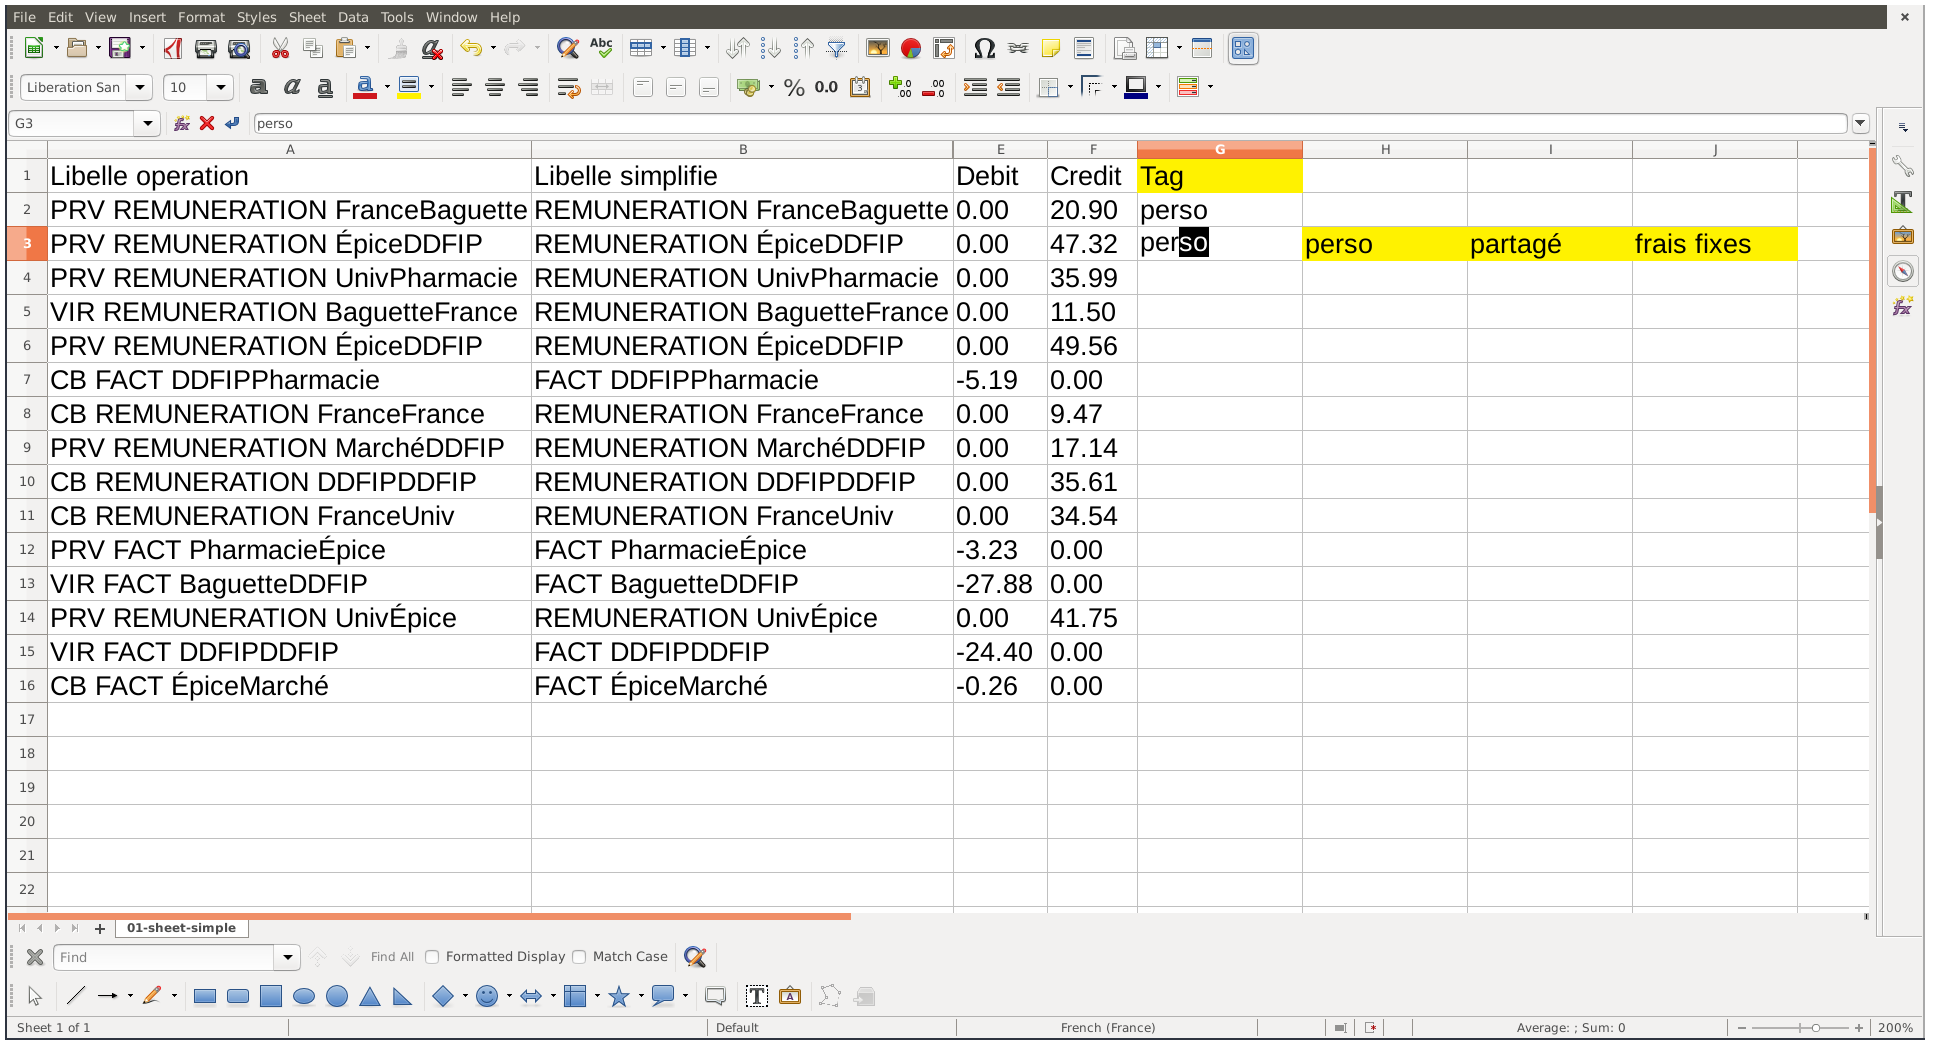 File Edit View Insert Format Styles Sheet Data Tools Window Help
Abc
Liberation San 10 a a a a % 0.0
G3 perso
A B E F G H I J
1 Libelle operation Libelle simplifie Debit Credit Tag
2 PRV REMUNERATION FranceBaguette REMUNERATION FranceBaguette 0.00 20.90 perso
3 PRV REMUNERATION ÉpiceDDFIP REMUNERATION ÉpiceDDFIP 0.00 47.32 perso perso partagé frais fixes
4 PRV REMUNERATION UnivPharmacie REMUNERATION UnivPharmacie 0.00 35.99
5 VIR REMUNERATION BaguetteFrance REMUNERATION BaguetteFrance 0.00 11.50
6 PRV REMUNERATION ÉpiceDDFIP REMUNERATION ÉpiceDDFIP 0.00 49.56
7 CB FACT DDFIPPharmacie FACT DDFIPPharmacie -5.19 0.00
8 CB REMUNERATION FranceFrance REMUNERATION FranceFrance 0.00 9.47
9 PRV REMUNERATION MarchéDDFIP REMUNERATION MarchéDDFIP 0.00 17.14
10 CB REMUNERATION DDFIPDDFIP REMUNERATION DDFIPDDFIP 0.00 35.61
11 CB REMUNERATION FranceUniv REMUNERATION FranceUniv 0.00 34.54
12 PRV FACT PharmacieÉpice FACT PharmacieÉpice -3.23 0.00
13 VIR FACT BaguetteDDFIP FACT BaguetteDDFIP -27.88 0.00
14 PRV REMUNERATION UnivÉpice REMUNERATION UnivÉpice 0.00 41.75
15 VIR FACT DDFIPDDFIP FACT DDFIPDDFIP -24.40 0.00
16 CB FACT ÉpiceMarché FACT ÉpiceMarché -0.26 0.00
17
18
19
20
21
22
01-sheet-simple
Find Find All Formatted Display Match Case
Sheet 1 of 1 Default French (France) Average: ; Sum: 0 200%